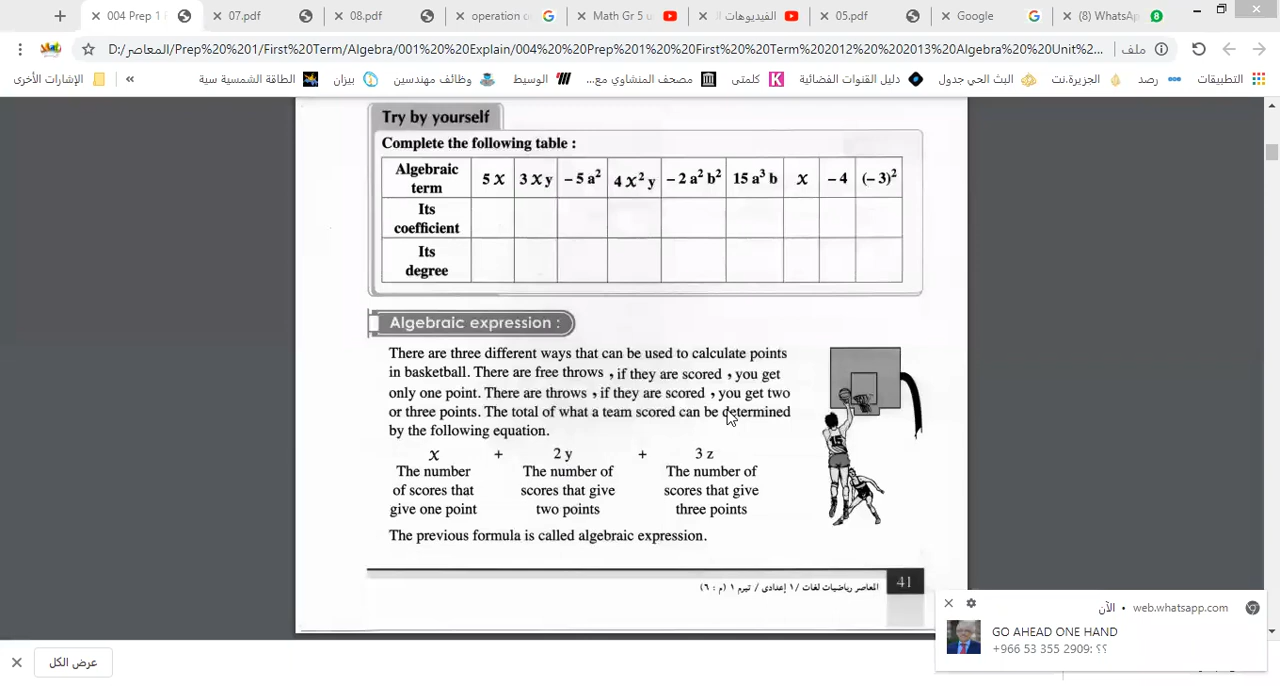 004 Prep 1
07.pdf
08.pdf
operation o
Math Gr 5 u
الفيديوهات ال
05.pdf
Google
(8) WhatsAp
D:/المعاصر/Prep%20%201/First%20Term/Algebra/001%20%20Explain/004%20%20Prep%201%20%20First%20%20Term%202012%20%202013%20Algebra%20%20Unit%...
ملف
التطبيقات
رصد
الجزيرة.نت
البث الحي جدول
دليل القنوات الفضائية
كلمتى
مصحف المنشاوي مع...
الوسيط
وظائف مهندسين
بيزان
الطاقة الشمسية سية
»
الإشارات الأخرى
Try by yourself
Complete the following table :
Algebraic term 5 x 3 x y – 5 a² 4 x² y – 2 a² b² 15 a³ b x – 4 (– 3)²
Its coefficient
Its degree
Algebraic expression :
There are three different ways that can be used to calculate points
in basketball. There are free throws , if they are scored , you get
only one point. There are throws , if they are scored , you get two
or three points. The total of what a team scored can be determined
by the following equation.
x + 2 y + 3 z
The number The number of The number of
of scores that scores that give scores that give
give one point two points three points
15
The previous formula is called algebraic expression.
المعاصر رياضيات لغات /١ إعدادى / تيرم ١ (م : ٦) 41
web.whatsapp.com • الآن
GO AHEAD ONE HAND
+966 53 355 2909: ؟؟
عرض الكل